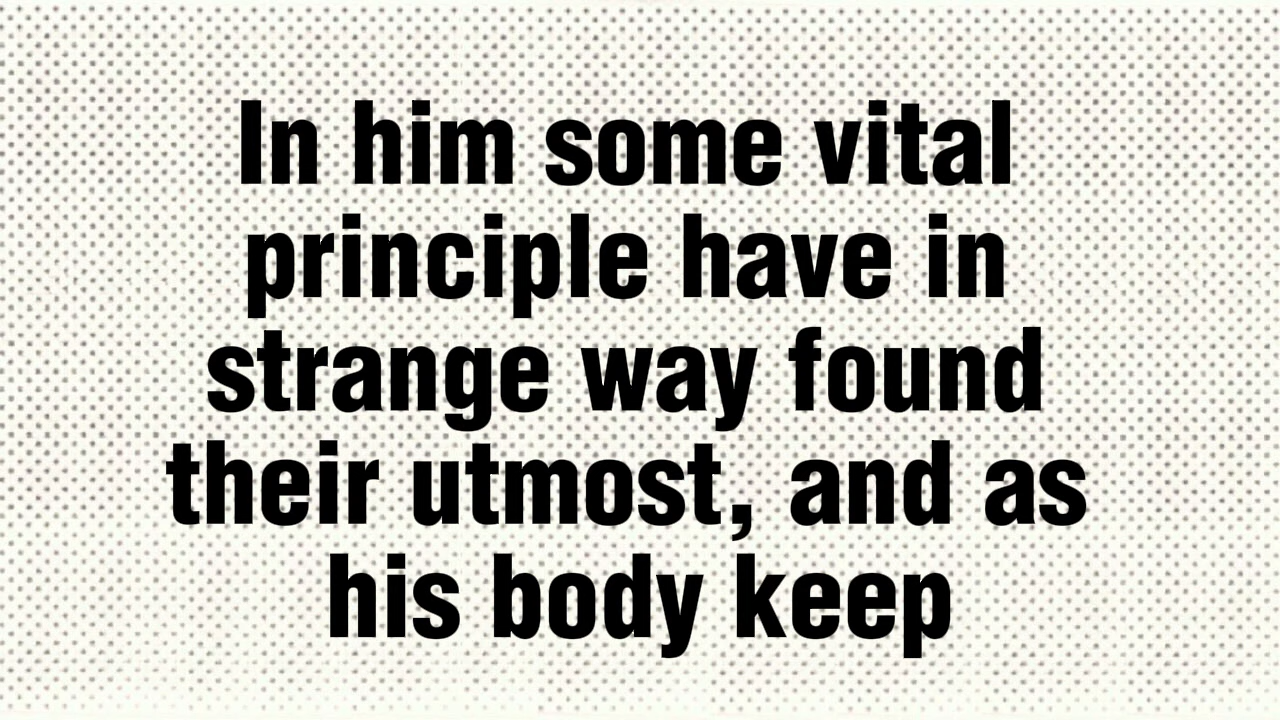 In him some vital
principle have in
strange way found
their utmost, and as
his body keep